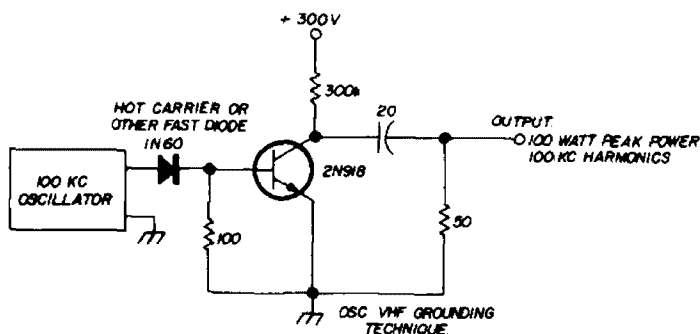 + 300V
300k
HOT CARRIER OR
OTHER FAST DIODE
1N60
20
OUTPUT
100 WATT PEAK POWER
100 KC HARMONICS
2N918
100 KC
OSCILLATOR
100
50
OSC VHF GROUNDING
TECHNIQUE